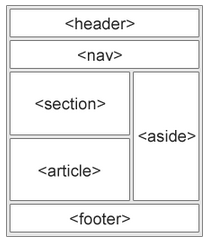 <header>
<nav>
<section>
<aside>
<article>
<footer>